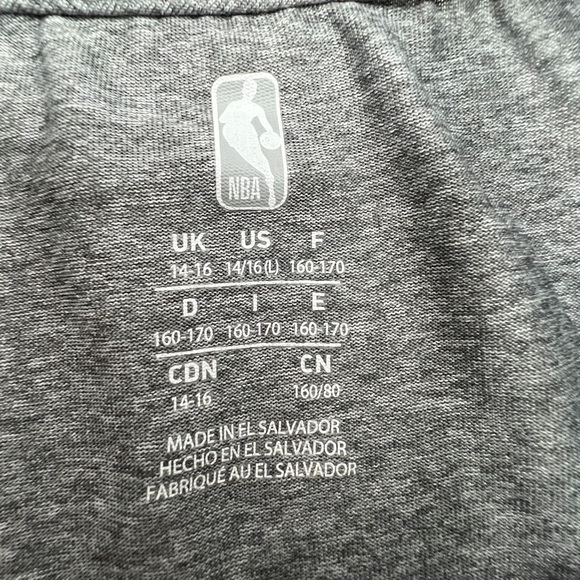 NBA
UK US F
14-16 14/16(L) 160-170
D I E
160-170 160-170 160-170
CDN CN
14-16 160/80
MADE IN EL SALVADOR
HECHO EN EL SALVADOR
FABRIQUÉ AU EL SALVADOR